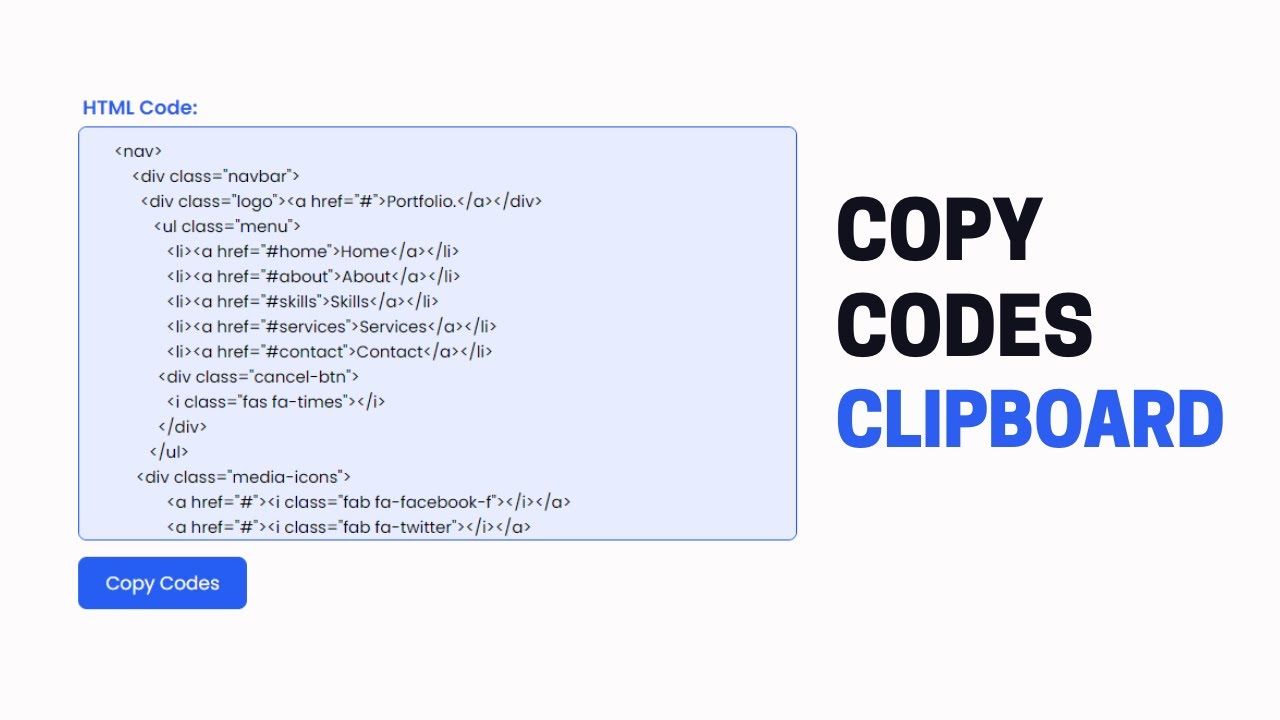 HTML Code:
<nav>
<div class="navbar">
<div class="logo"><a href="#">Portfolio.</a></div>
<ul class="menu">
<li><a href="#home">Home</a></li>
<li><a href="#about">About</a></li>
<li><a href="#skills">Skills</a></li>
<li><a href="#services">Services</a></li>
<li><a href="#contact">Contact</a></li>
<div class="cancel-btn">
<i class="fas fa-times"></i>
</div>
</ul>
<div class="media-icons">
<a href="#"><i class="fab fa-facebook-f"></i></a>
<a href="#"><i class="fab fa-twitter"></i></a>
Copy Codes
COPY
CODES
CLIPBOARD